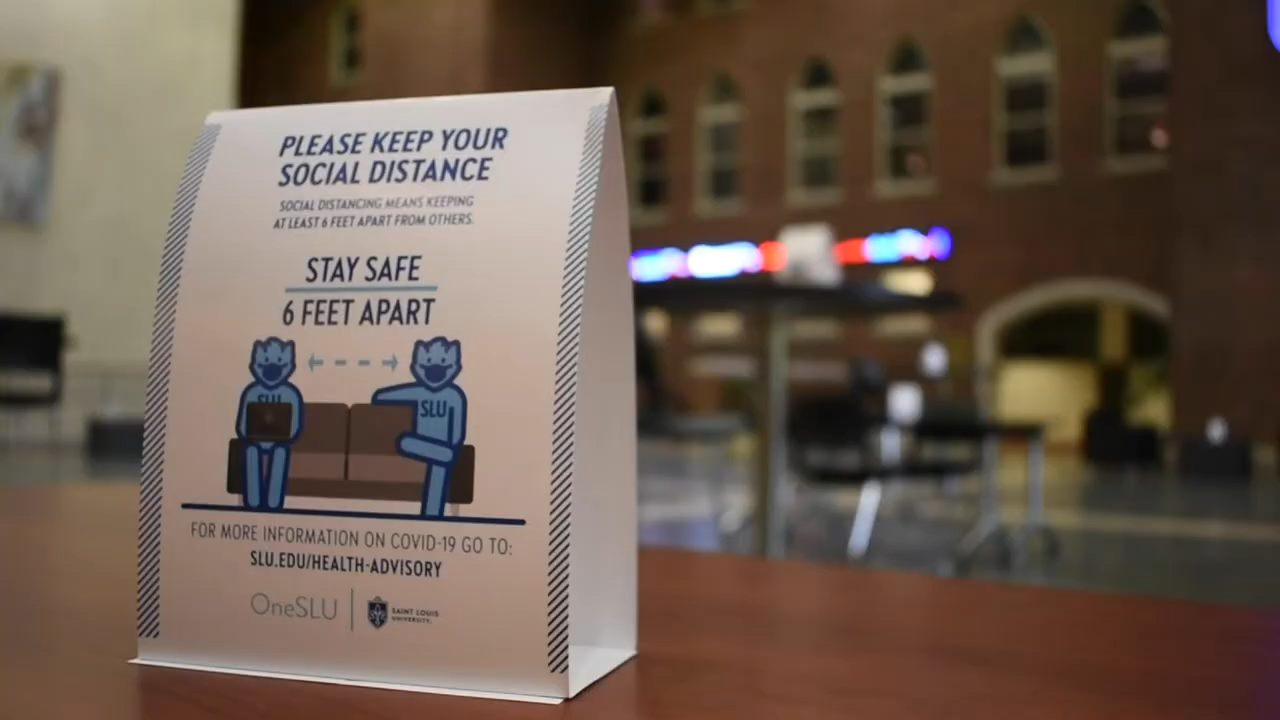 PLEASE KEEP YOUR
SOCIAL DISTANCE
SOCIAL DISTANCING MEANS KEEPING
AT LEAST 6 FEET APART FROM OTHERS.
STAY SAFE
6 FEET APART
SLU
SLU
FOR MORE INFORMATION ON COVID-19 GO TO:
SLU.EDU/HEALTH-ADVISORY
OneSLU
SAINT LOUIS
UNIVERSITY.